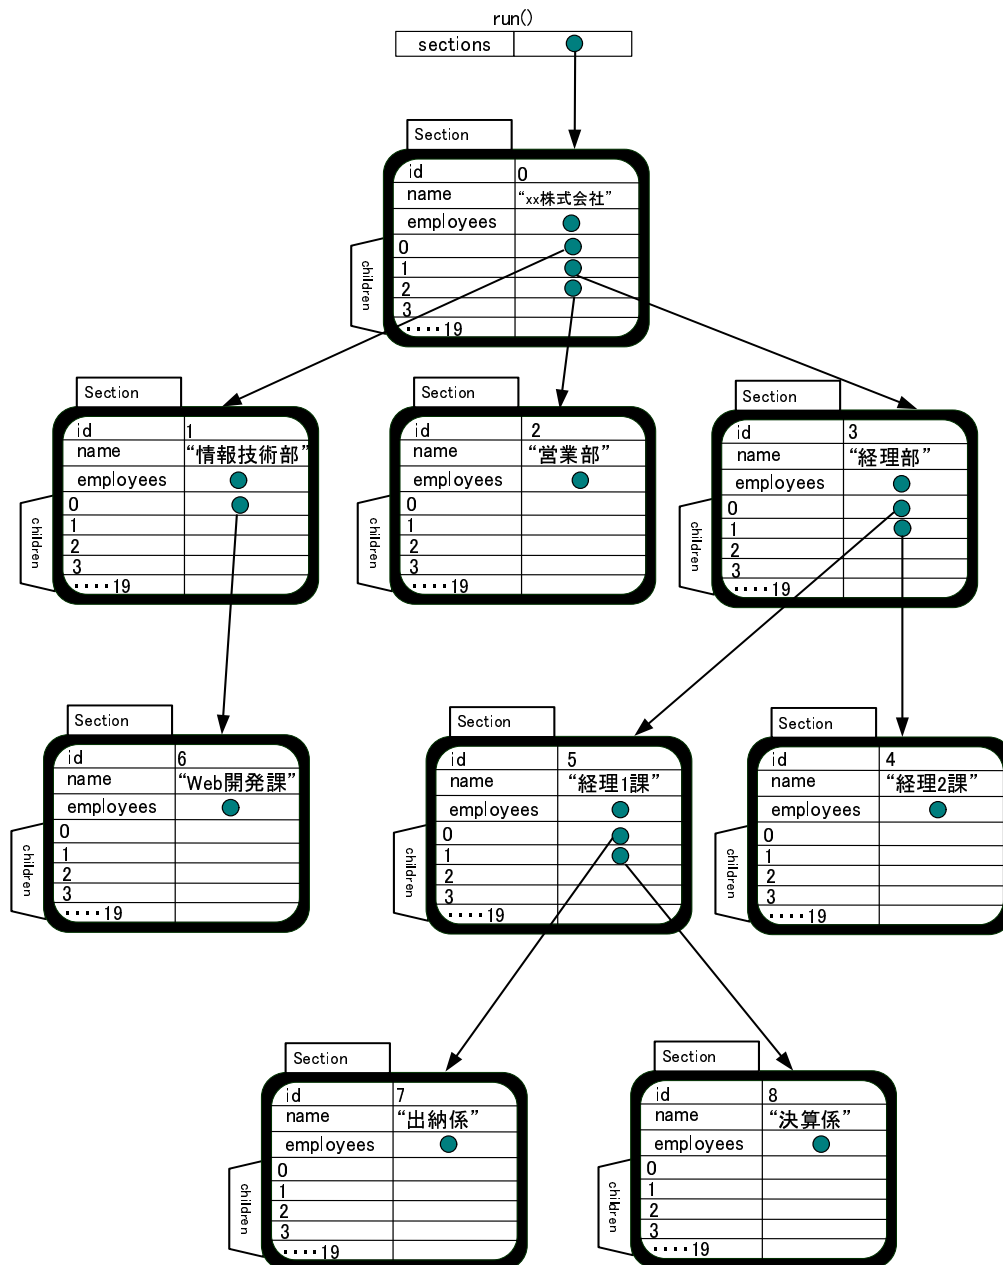 run()
sections
Section
id 0
name “xx株式会社”
employees
children
0
1
2
3
････19
Section
id 1
name “情報技術部”
employees
children
0
1
2
3
････19
Section
id 2
name “営業部”
employees
children
0
1
2
3
････19
Section
id 3
name “経理部”
employees
children
0
1
2
3
････19
Section
id 6
name “Web開発課”
employees
children
0
1
2
3
････19
Section
id 5
name “経理1課”
employees
children
0
1
2
3
････19
Section
id 4
name “経理2課”
employees
children
0
1
2
3
････19
Section
id 7
name “出納係”
employees
children
0
1
2
3
････19
Section
id 8
name “決算係”
employees
children
0
1
2
3
････19